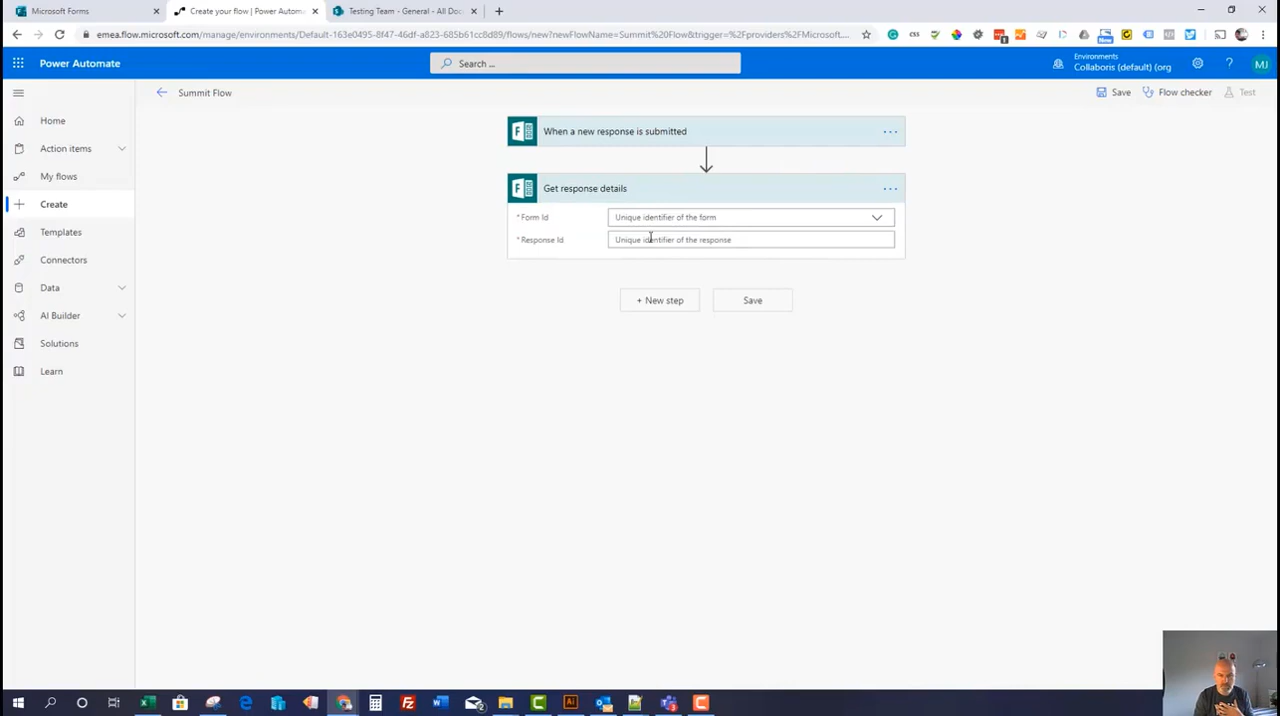 Microsoft Forms
Create your flow | Power Automa
Testing Team - General - All Doc
emea.flow.microsoft.com/manage/environments/Default-163e0495-8f47-46df-a823-685b61cc8d89/flows/new?newFlowName=Summit%20Flow&trigger=%2Fproviders%2FMicrosoft...
Power Automate
Search ...
Environments
Collaboris (default) (org
?
MJ
Summit Flow
Save
Flow checker
Test
Home
Action items
My flows
Create
Templates
Connectors
Data
AI Builder
Solutions
Learn
When a new response is submitted
Get response details
* Form Id
Unique identifier of the form
* Response Id
Unique identifier of the response
+ New step
Save